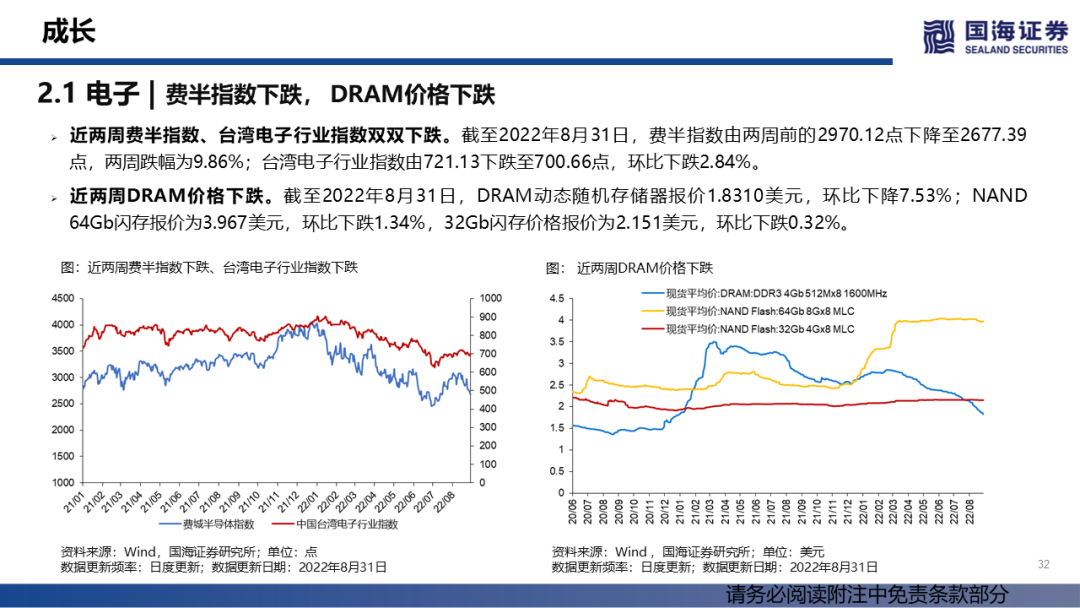 成长
国海证券
SEALAND SECURITIES
2.1 电子 | 费半指数下跌， DRAM价格下跌
近两周费半指数、台湾电子行业指数双双下跌。截至2022年8月31日，费半指数由两周前的2970.12点下降至2677.39
点，两周跌幅为9.86%；台湾电子行业指数由721.13下跌至700.66点，环比下跌2.84%。
近两周DRAM价格下跌。截至2022年8月31日，DRAM动态随机存储器报价1.8310美元，环比下降7.53%；NAND
64Gb闪存报价为3.967美元，环比下跌1.34%，32Gb闪存价格报价为2.151美元，环比下跌0.32%。
图：近两周费半指数下跌、台湾电子行业指数下跌
4500
4000
3500
3000
2500
2000
1500
1000
1000
900
800
700
600
500
400
300
200
100
0
21/01 21/02 21/03 21/04 21/05 21/06 21/07 21/08 21/09 21/10 21/11 21/12 22/01 22/02 22/03 22/04 22/05 22/06 22/07 22/08
费城半导体指数 中国台湾电子行业指数
资料来源：Wind，国海证券研究所；单位：点
数据更新频率：日度更新；数据更新日期：2022年8月31日
图： 近两周DRAM价格下跌
现货平均价:DRAM:DDR3 4Gb 512Mx8 1600MHz
现货平均价:NAND Flash:64Gb 8Gx8 MLC
现货平均价:NAND Flash:32Gb 4Gx8 MLC
4.5
4
3.5
3
2.5
2
1.5
1
0.5
0
20/06 20/07 20/08 20/09 20/10 20/11 20/12 21/01 21/02 21/03 21/04 21/05 21/06 21/07 21/08 21/09 21/10 21/11 21/12 22/01 22/02 22/03 22/04 22/05 22/06 22/07 22/08
资料来源：Wind ，国海证券研究所；单位：美元
数据更新频率：日度更新；数据更新日期：2022年8月31日
32
请务必阅读附注中免责条款部分